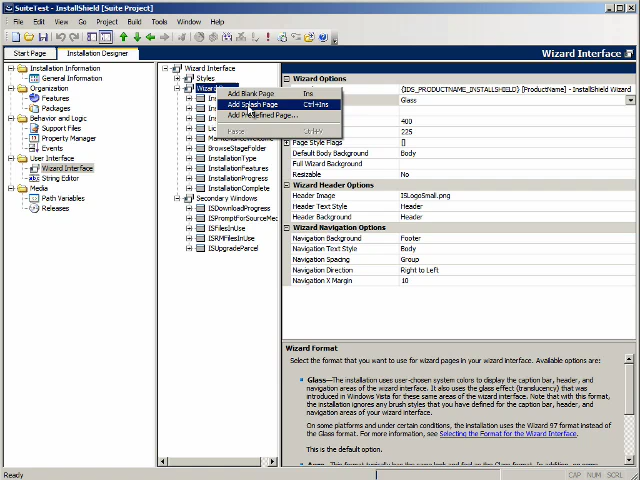 SuiteTest - InstallShield - [Suite Project]
File Edit View Go Project Build Tools Window Help
Start Page Installation Designer Wizard Interface
Installation Information
General Information
Organization
Features
Packages
Behavior and Logic
Support Files
Property Manager
Events
User Interface
Wizard Interface
String Editor
Media
Path Variables
Releases
Wizard Interface
Styles
BrowseStageFolder
InstallationType
InstallationFeatures
InstallationProgress
InstallationComplete
Secondary Windows
ISDownloadProgress
ISPromptForSourceMed
ISFilesInUse
ISRMFilesInUse
ISUpgradeParcel
Add Blank Page Ins
Add Splash Page Ctrl+Ins
Add Predefined Page...
Paste Ctrl+V
Wizard Options
{IDS_PRODUCTNAME_INSTALLSHIELD} {ProductName} - InstallShield Wizard
Glass
400
225
Page Style Flags []
Default Body Background Body
Full Wizard Background
Resizable No
Wizard Header Options
Header Image ISLogoSmall.png
Header Text Style Header
Header Background Header
Wizard Navigation Options
Navigation Background Footer
Navigation Text Style Body
Navigation Spacing Group
Navigation Direction Right to Left
Navigation X Margin 10
Wizard Format
Select the format that you want to use for wizard pages in your wizard interface. Available options are:
Glass—The installation uses user-chosen system colors to display the caption bar, header, and
navigation areas of the wizard interface. It also uses the glass effect (translucency) that was
introduced in Windows Vista for these same areas of the wizard interface. Note that with this format,
the installation ignores any brush styles that you have defined for the caption bar, header, and
navigation areas of your wizard interface.
On some platforms and under certain conditions, the installation uses the Wizard 97 format instead of
the Glass format. For more information, see Selecting the Format for the Wizard Interface.
This is the default option.
Ready CAP NUM SCRL